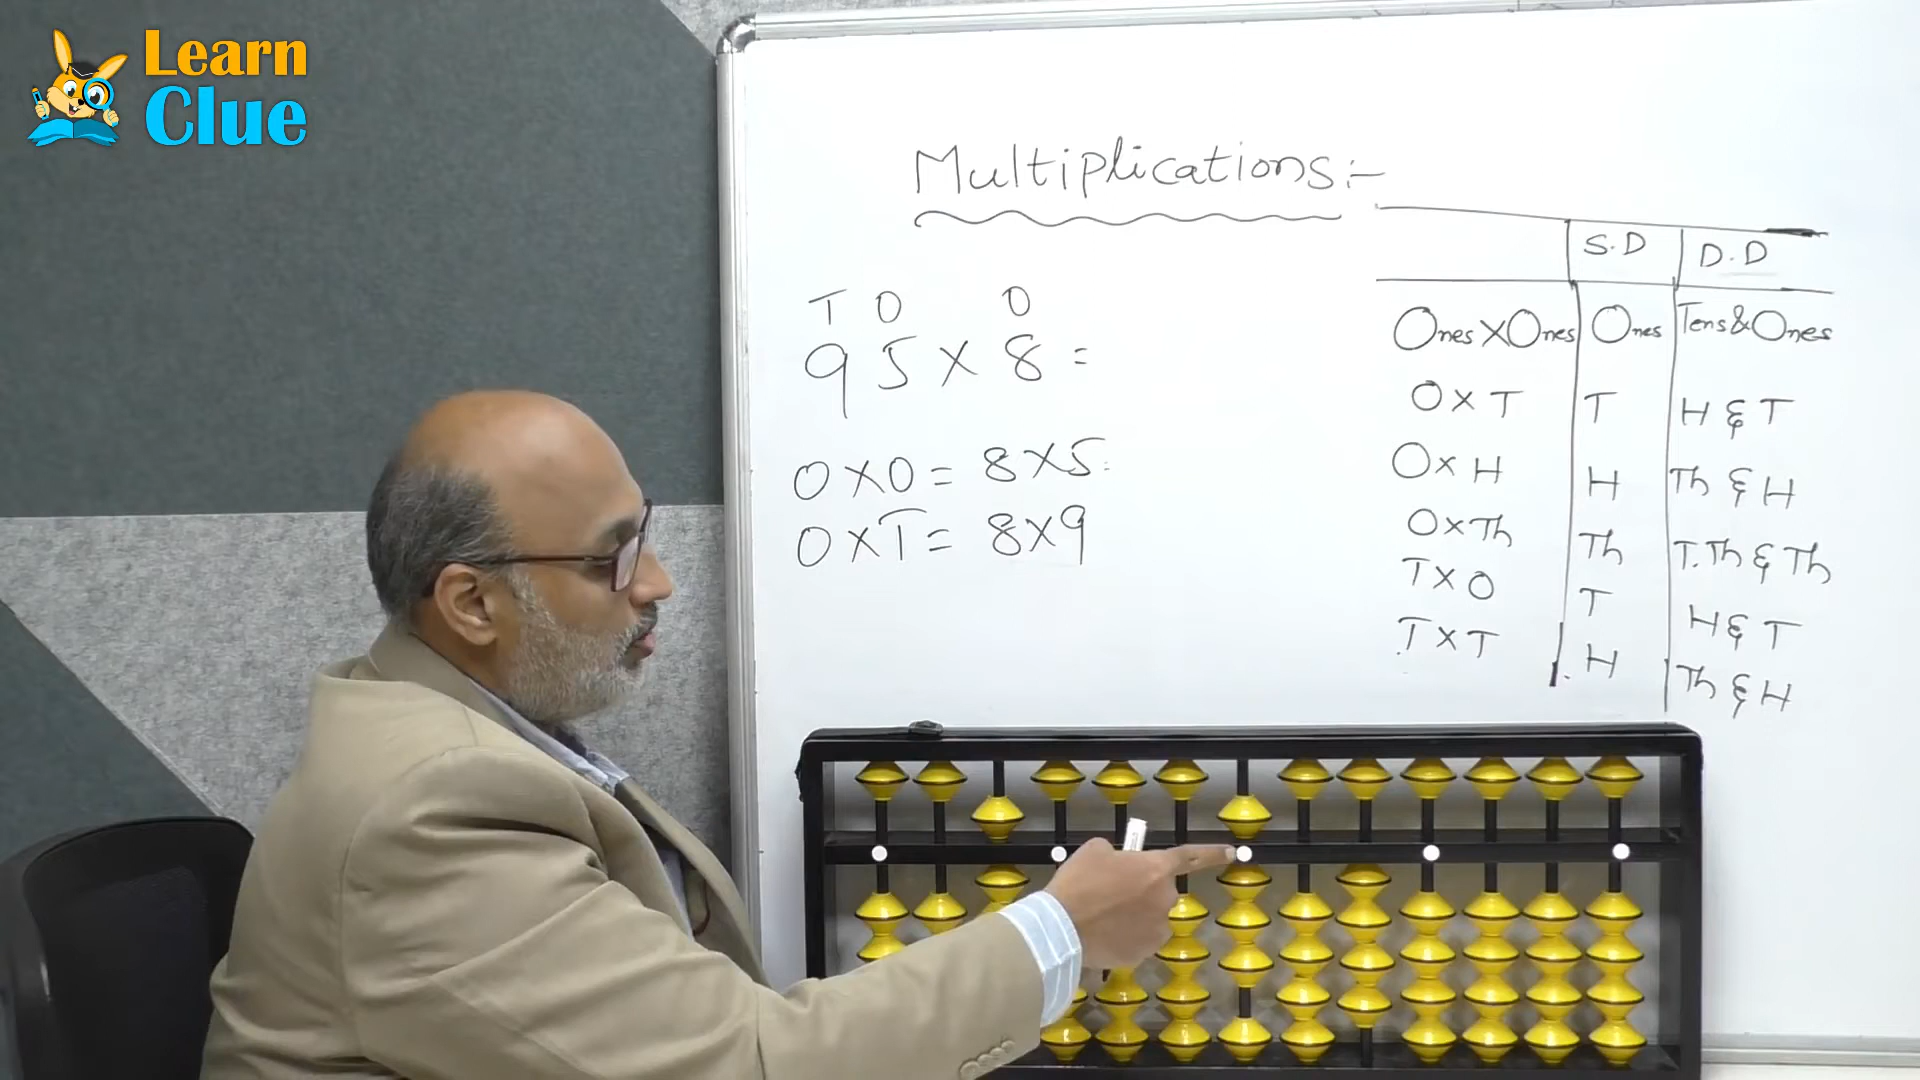 Learn
Clue
Multiplications:-
S.D D.D
T O O
95 x 8 =
Ones X Ones Ones Tens & Ones
O x T T H & T
O x H H Th & H
O x Th Th T.Th & Th
T x O T H & T
T x T H Th & H
O X O = 8 X 5
O X T = 8 X 9